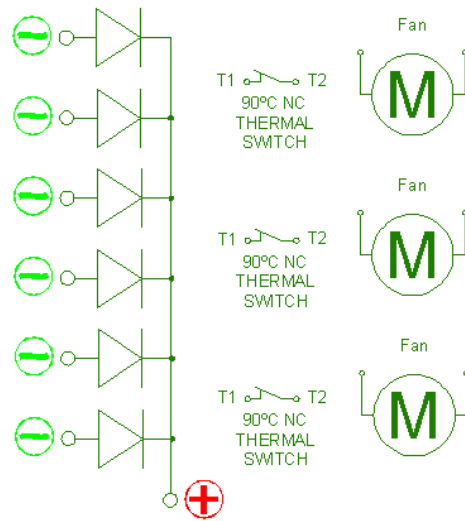 Fan
T1 T2
90ºC NC
THERMAL
SWITCH
M
Fan
T1 T2
90ºC NC
THERMAL
SWITCH
M
Fan
T1 T2
90ºC NC
THERMAL
SWITCH
M